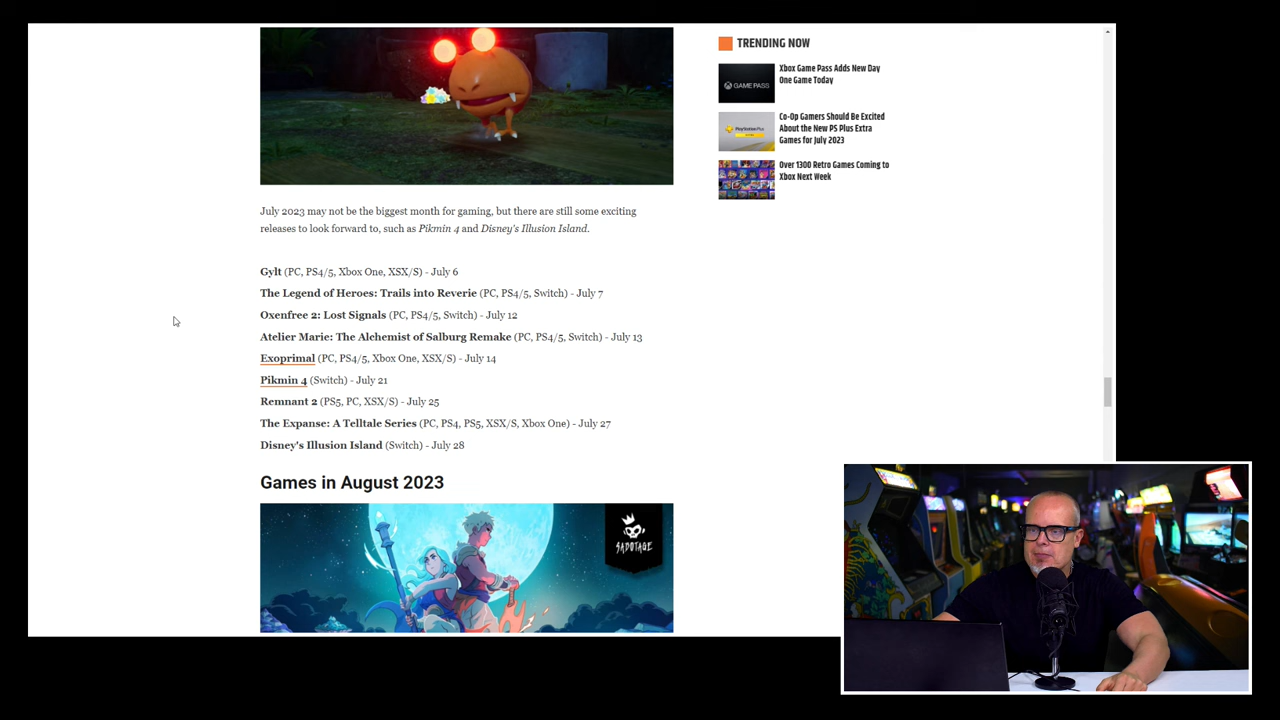 July 2023 may not be the biggest month for gaming, but there are still some exciting
releases to look forward to, such as Pikmin 4 and Disney's Illusion Island.
Gylt (PC, PS4/5, Xbox One, XSX/S) - July 6
The Legend of Heroes: Trails into Reverie (PC, PS4/5, Switch) - July 7
Oxenfree 2: Lost Signals (PC, PS4/5, Switch) - July 12
Atelier Marie: The Alchemist of Salburg Remake (PC, PS4/5, Switch) - July 13
Exoprimal (PC, PS4/5, Xbox One, XSX/S) - July 14
Pikmin 4 (Switch) - July 21
Remnant 2 (PS5, PC, XSX/S) - July 25
The Expanse: A Telltale Series (PC, PS4, PS5, XSX/S, Xbox One) - July 27
Disney's Illusion Island (Switch) - July 28
Games in August 2023
SABOTAGE
TRENDING NOW
GAME PASS
Xbox Game Pass Adds New Day
One Game Today
PlayStation Plus
Co-Op Gamers Should Be Excited
About the New PS Plus Extra
Games for July 2023
Over 1300 Retro Games Coming to
Xbox Next Week